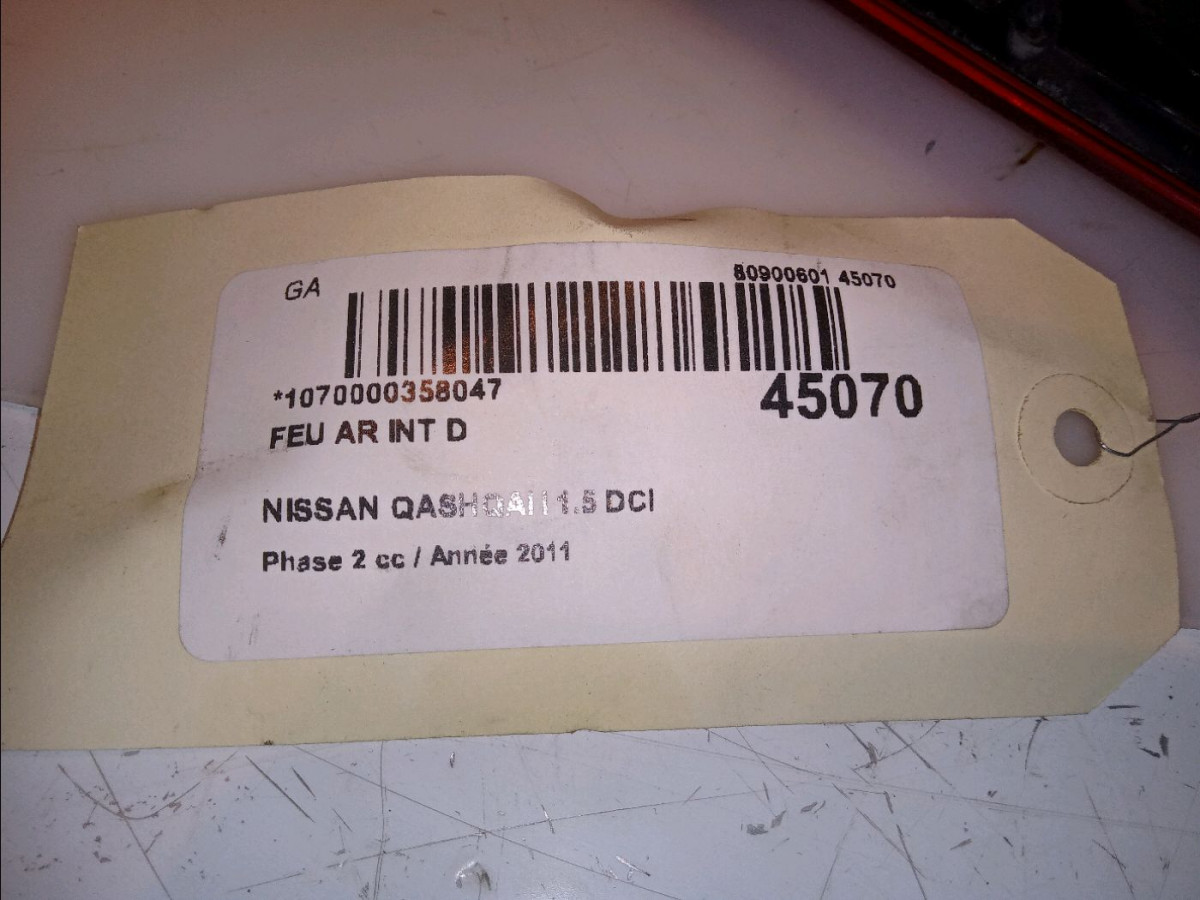 GA
80900601 45070
*1070000358047
45070
FEU AR INT D
NISSAN QASHQAI I 1.5 DCI
Phase 2 cc / Année 2011